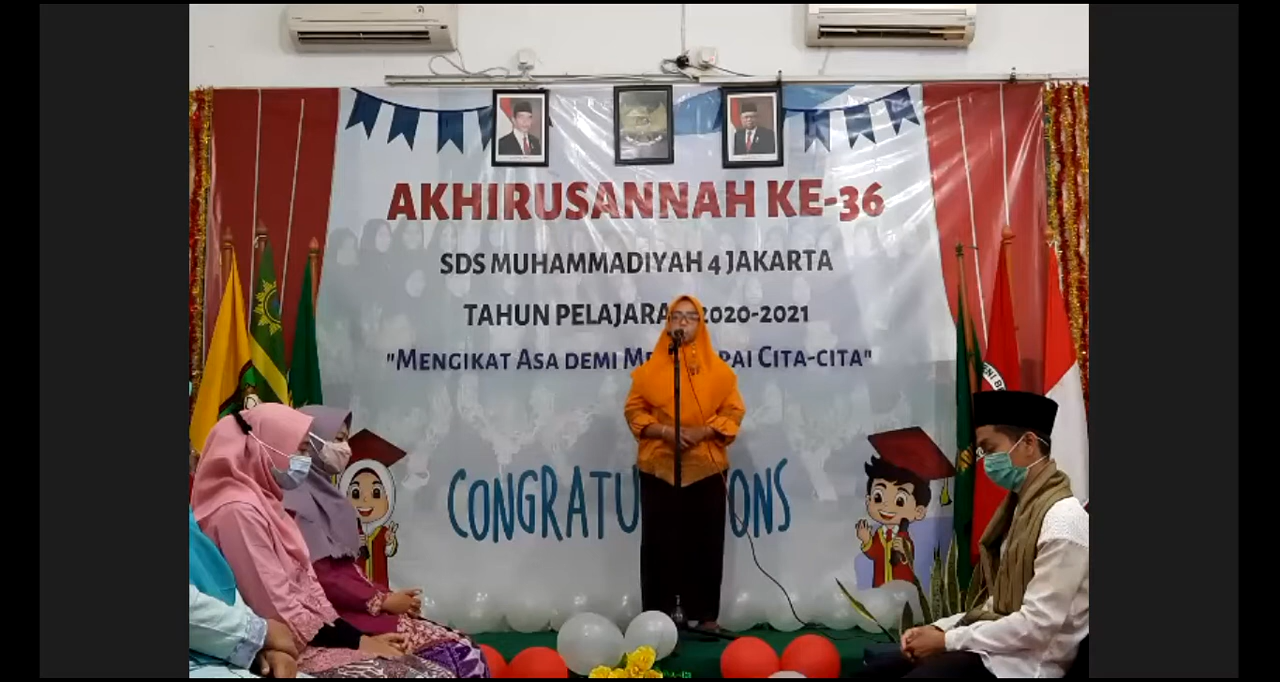 AKHIRUSANNAH KE-36
SDS MUHAMMADIYAH 4 JAKARTA
TAHUN PELAJARA 2020-2021
"MENGIKAT ASA DEMI ME PAI CITA-CITA"
CONGRATU ONS